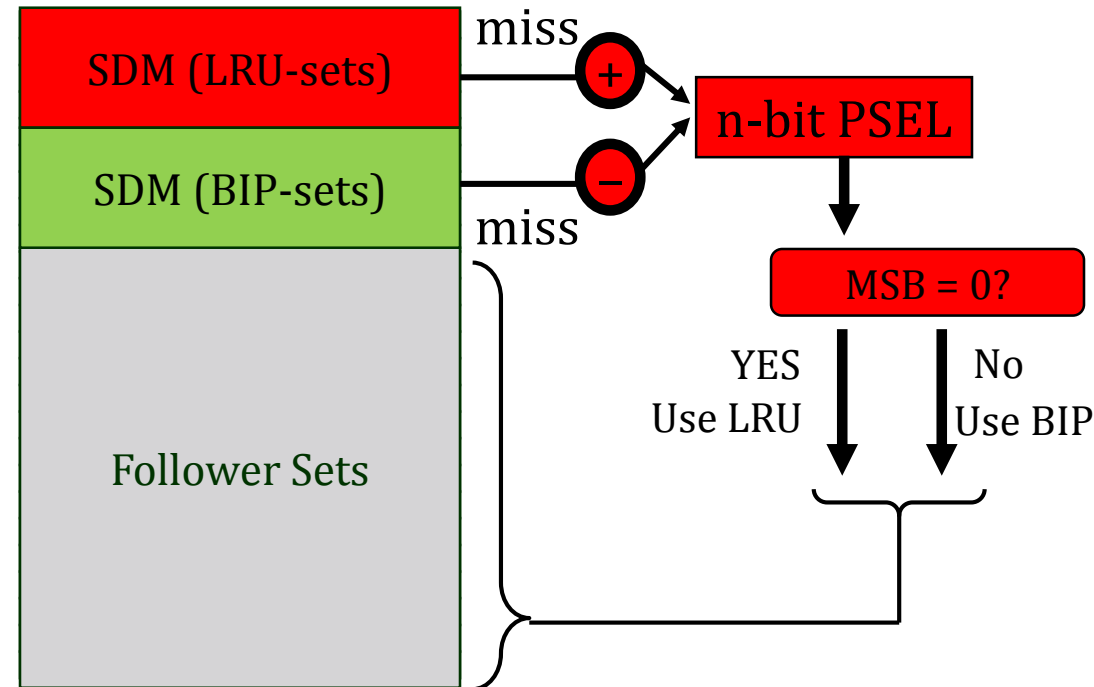 SDM (LRU-sets)
miss
+
n-bit PSEL
SDM (BIP-sets)
–
miss
MSB = 0?
YES
Use LRU
No
Use BIP
Follower Sets